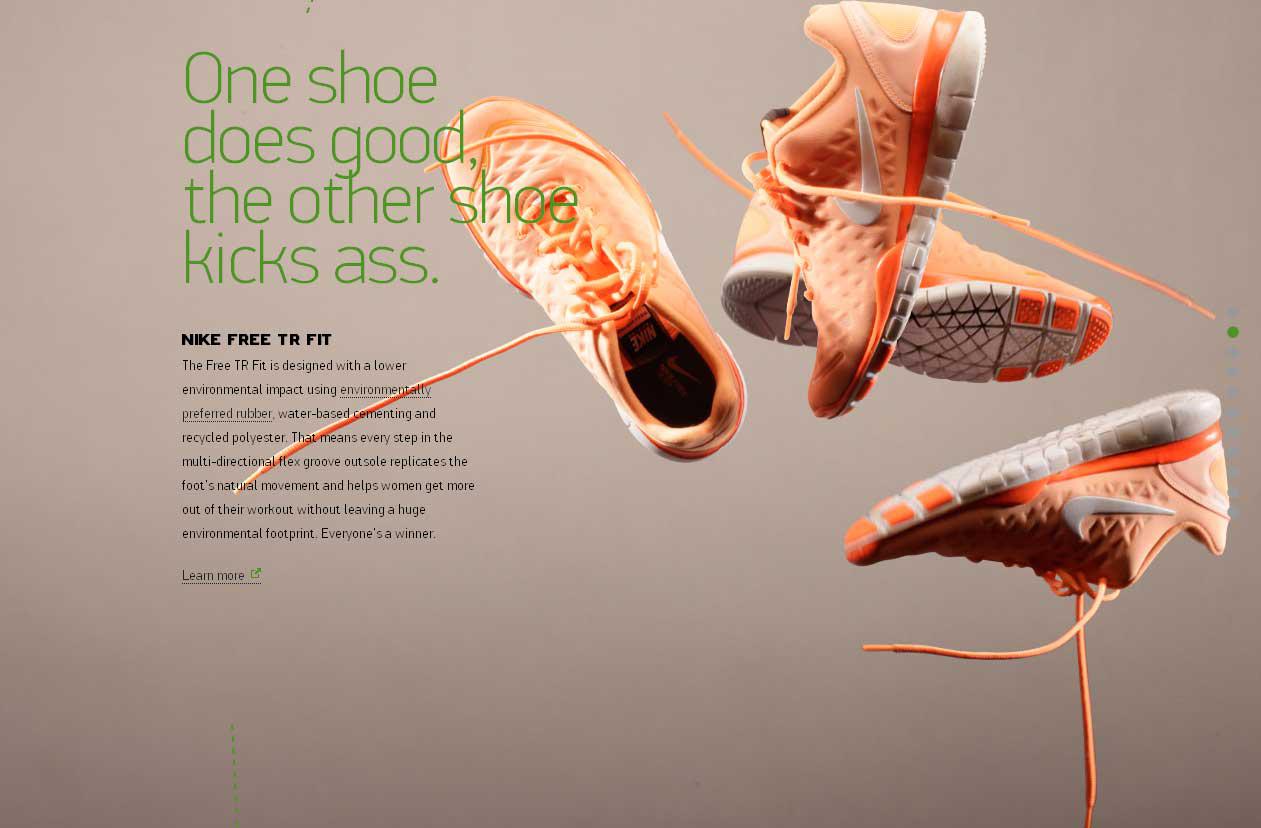 One shoe
does good,
the other shoe
kicks ass.
NIKE FREE TR FIT
The Free TR Fit is designed with a lower
environmental impact using environmentally
preferred rubber, water-based cementing and
recycled polyester. That means every step in the
multi-directional flex groove outsole replicates the
foot's natural movement and helps women get more
out of their workout without leaving a huge
environmental footprint. Everyone's a winner.
Learn more
NIKE